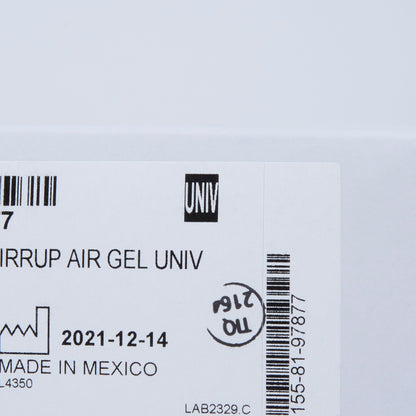 UNIV
7
IRRUP AIR GEL UNIV
2021-12-14
MADE IN MEXICO
L4350
LAB2329.C
155-81-97877